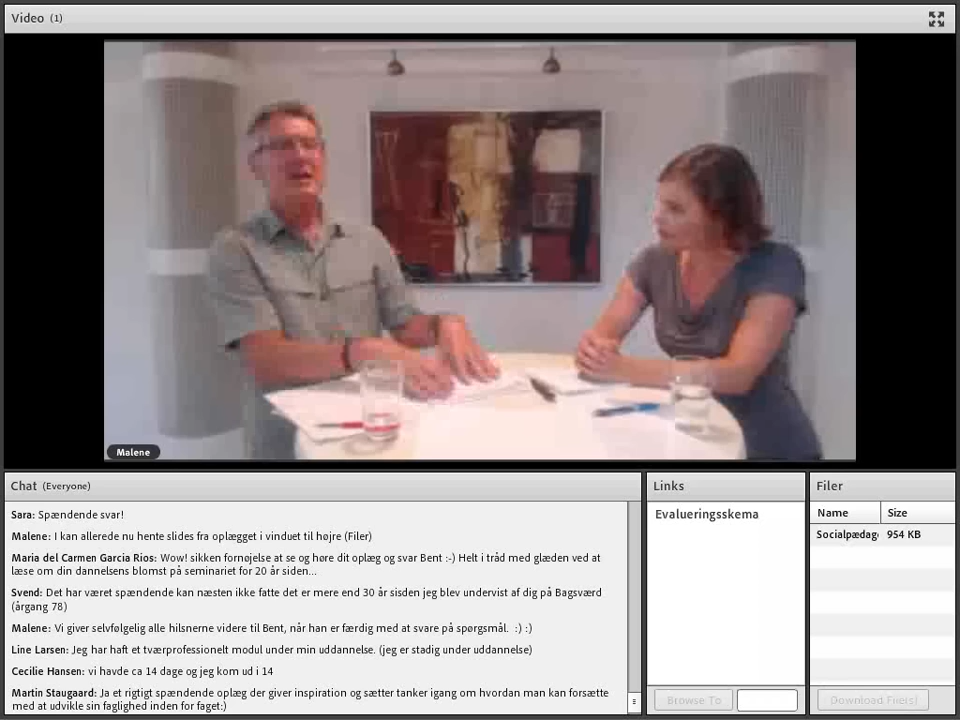 Video (1)
Malene
Chat (Everyone)
Sara: Spændende svar!
Malene: I kan allerede nu hente slides fra oplægget i vinduet til højre (Filer)
Maria del Carmen Garcia Rios: Wow! sikken fornøjelse at se og høre dit oplæg og svar Bent :-) Helt i tråd med glæden ved at
læse om din dannelsens blomst på seminariet for 20 år siden...
Svend: Det har været spændende kan næsten ikke fatte det er mere end 30 år sisden jeg blev undervist af dig på Bagsværd
(årgang 78)
Malene: Vi giver selvfølgelig alle hilsnerne videre til Bent, når han er færdig med at svare på spørgsmål. :) :)
Line Larsen: Jeg har haft et tværprofessionelt modul under min uddannelse. (jeg er stadig under uddannelse)
Cecilie Hansen: vi havde ca 14 dage og jeg kom ud i 14
Martin Staugaard: Ja et rigtigt spændende oplæg der giver inspiration og sætter tanker igang om hvordan man kan forsætte
med at udvikle sin faglighed inden for faget:)
Links
Evalueringsskema
Browse To
Filer
Name Size
Socialpædag 954 KB
Download File(s)